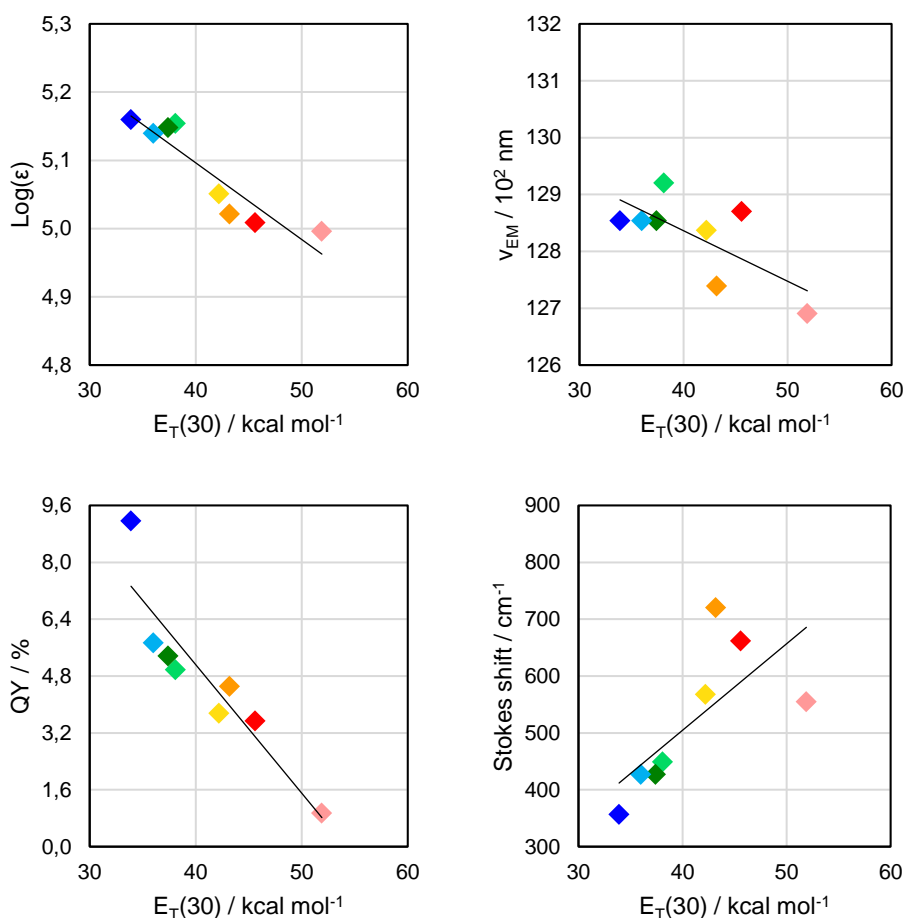 5,3
5,2
5,1
5,0
4,9
4,8
Log(ε)
30 40 50 60
E_T(30) / kcal mol⁻¹
132
131
130
129
128
127
126
ν_EM / 10² nm
30 40 50 60
E_T(30) / kcal mol⁻¹
9,6
8,0
6,4
4,8
3,2
1,6
0,0
QY / %
30 40 50 60
E_T(30) / kcal mol⁻¹
900
800
700
600
500
400
300
Stokes shift / cm⁻¹
30 40 50 60
E_T(30) / kcal mol⁻¹